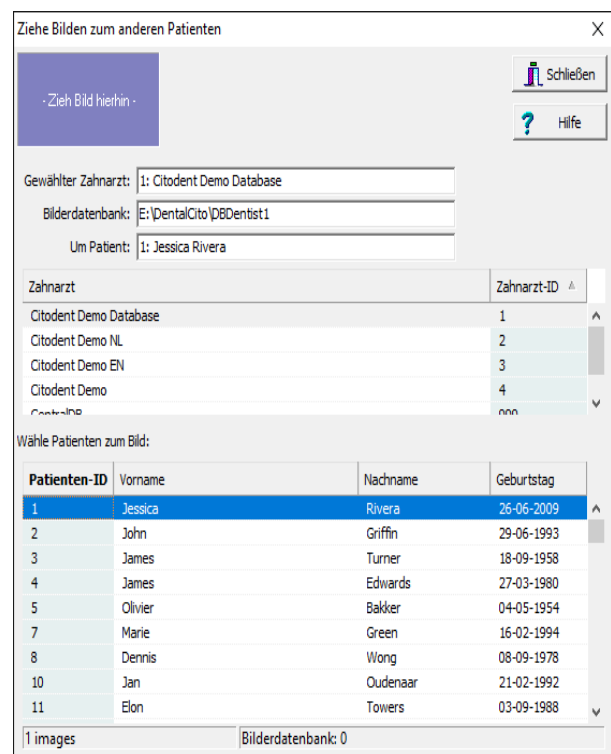 Ziehe Bilden zum anderen Patienten
- Zieh Bild hierhin -
Schließen
Hilfe
Gewählter Zahnarzt: 1: Citodent Demo Database
Bilderdatenbank: E:\DentalCito\DBDentist1
Um Patient: 1: Jessica Rivera
Zahnarzt Zahnarzt-ID
Citodent Demo Database 1
Citodent Demo NL 2
Citodent Demo EN 3
Citodent Demo 4
CentralDB
Wähle Patienten zum Bild:
Patienten-ID Vorname Nachname Geburtstag
1 Jessica Rivera 26-06-2009
2 John Griffin 29-06-1993
3 James Turner 18-09-1958
4 James Edwards 27-03-1980
5 Olivier Bakker 04-05-1954
7 Marie Green 16-02-1994
8 Dennis Wong 08-09-1978
10 Jan Oudenaar 21-02-1992
11 Elon Towers 03-09-1988
1 images Bilderdatenbank: 0